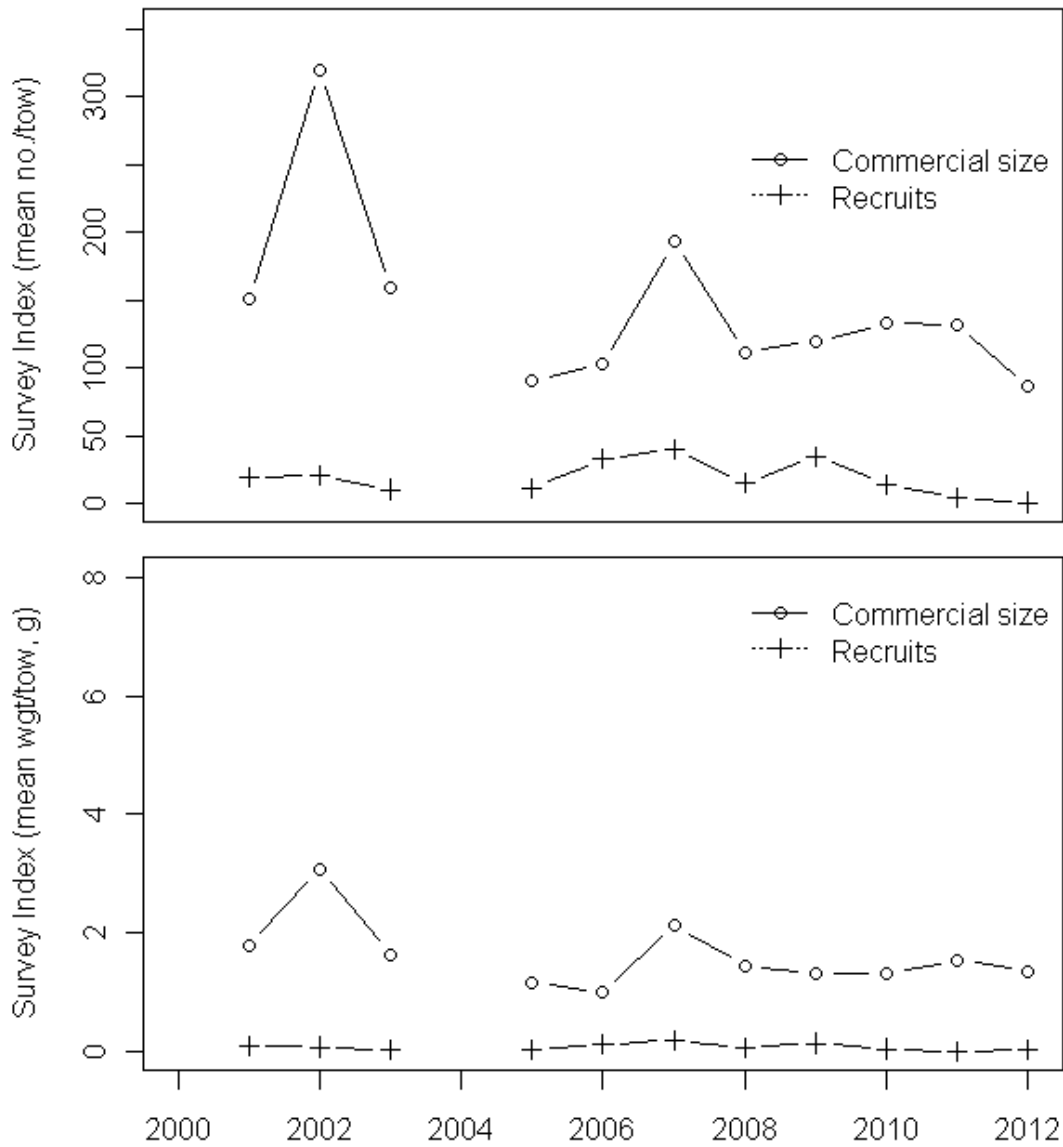 Survey Index (mean no./tow)
300
200
100
50
0
Commercial size
Recruits
Survey Index (mean wgt/tow, g)
8
6
4
2
0
Commercial size
Recruits
2000 2002 2004 2006 2008 2010 2012